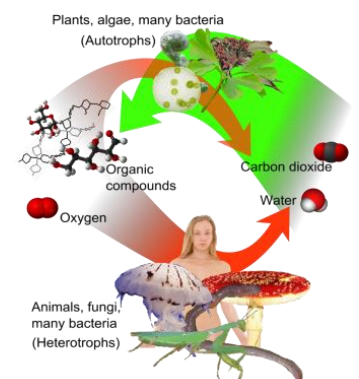 Plants, algae, many bacteria
(Autotrophs)
Organic
compounds
Carbon dioxide
Water
Oxygen
Animals, fungi,
many bacteria
(Heterotrophs)